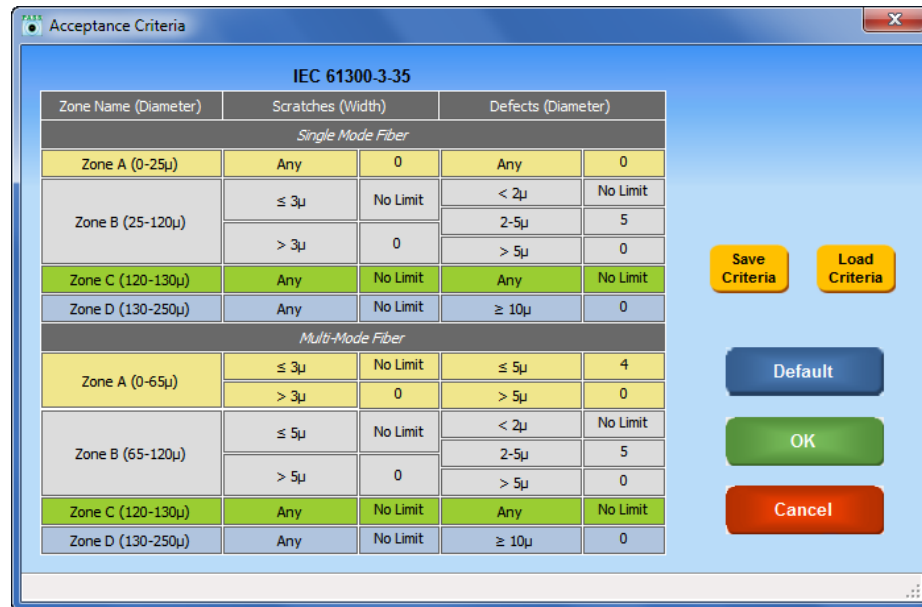 PASS
Acceptance Criteria
IEC 61300-3-35
Zone Name (Diameter) Scratches (Width) Defects (Diameter)
Single Mode Fiber
Zone A (0-25µ) Any 0 Any 0
Zone B (25-120µ) ≤ 3µ No Limit < 2µ No Limit
2-5µ 5
> 3µ 0 > 5µ 0
Zone C (120-130µ) Any No Limit Any No Limit
Zone D (130-250µ) Any No Limit ≥ 10µ 0
Multi-Mode Fiber
Zone A (0-65µ) ≤ 3µ No Limit ≤ 5µ 4
> 3µ 0 > 5µ 0
Zone B (65-120µ) ≤ 5µ No Limit < 2µ No Limit
2-5µ 5
> 5µ 0 > 5µ 0
Zone C (120-130µ) Any No Limit Any No Limit
Zone D (130-250µ) Any No Limit ≥ 10µ 0
Save
Criteria
Load
Criteria
Default
OK
Cancel